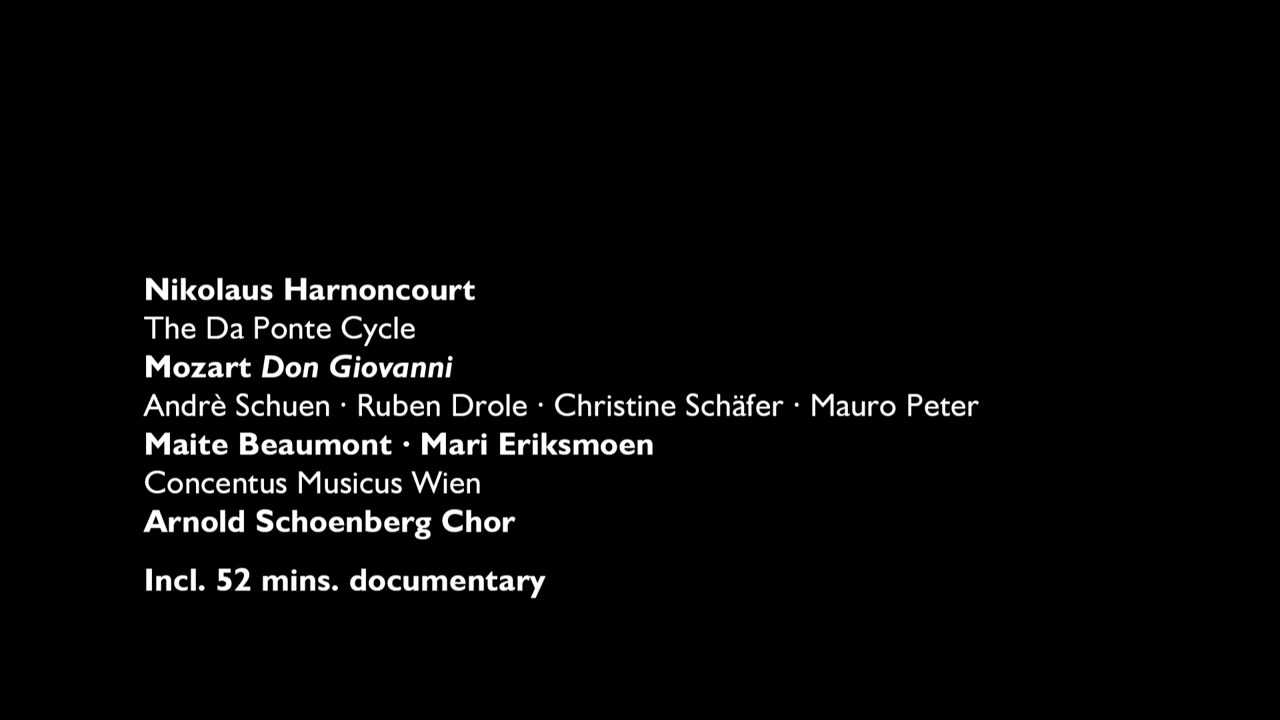 Nikolaus Harnoncourt
The Da Ponte Cycle
Mozart Don Giovanni
Andrè Schuen · Ruben Drole · Christine Schäfer · Mauro Peter
Maite Beaumont · Mari Eriksmoen
Concentus Musicus Wien
Arnold Schoenberg Chor
Incl. 52 mins. documentary